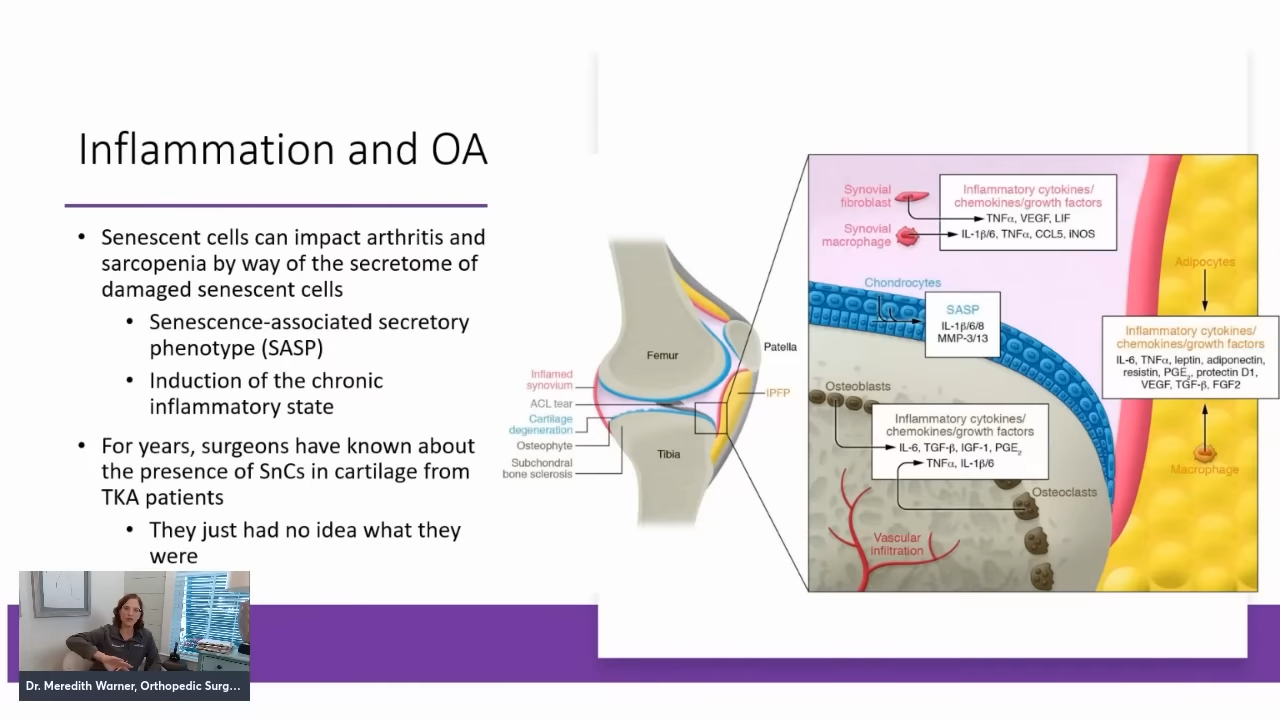 Inflammation and OA
• Senescent cells can impact arthritis and
sarcopenia by way of the secretome of
damaged senescent cells
• Senescence-associated secretory
phenotype (SASP)
• Induction of the chronic
inflammatory state
• For years, surgeons have known about
the presence of SnCs in cartilage from
TKA patients
• They just had no idea what they
were
Dr. Meredith Warner, Orthopedic Surg...
Femur
Patella
Inflamed
synovium
ACL tear
Cartilage
degeneration
Osteophyte
Subchondral
bone sclerosis
IPFP
Tibia
Synovial
fibroblast
Synovial
macrophage
Inflammatory cytokines/
chemokines/growth factors
TNFα, VEGF, LIF
IL-1β/6, TNFα, CCL5, iNOS
Chondrocytes
SASP
IL-1β/6/8
MMP-3/13
Adipocytes
Inflammatory cytokines/
chemokines/growth factors
IL-6, TNFα, leptin, adiponectin,
resistin, PGE₂, protectin D1,
VEGF, TGF-β, FGF2
Macrophage
Osteoblasts
Inflammatory cytokines/
chemokines/growth factors
IL-6, TGF-β, IGF-1, PGE₂
TNFα, IL-1β/6
Osteoclasts
Vascular
infiltration